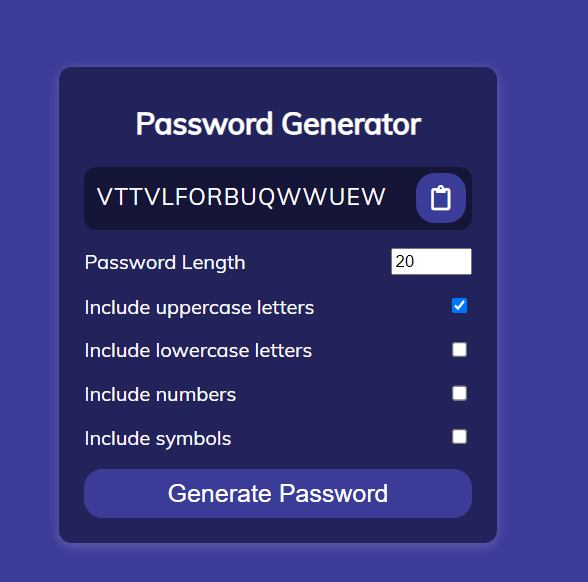 Password Generator
VTTVLFORBUQWWUEW
Password Length
20
Include uppercase letters
Include lowercase letters
Include numbers
Include symbols
Generate Password